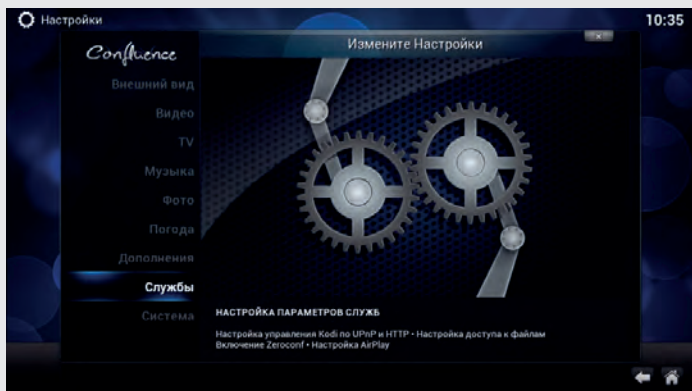 Настройки
10:35
Confluence
Измените Настройки
Внешний вид
Видео
TV
Музыка
Фото
Погода
Дополнения
Службы
Система
НАСТРОЙКА ПАРАМЕТРОВ СЛУЖБ
Настройка управления Kodi по UPnP и HTTP • Настройка доступа к файлам
Включение Zeroconf • Настройка AirPlay